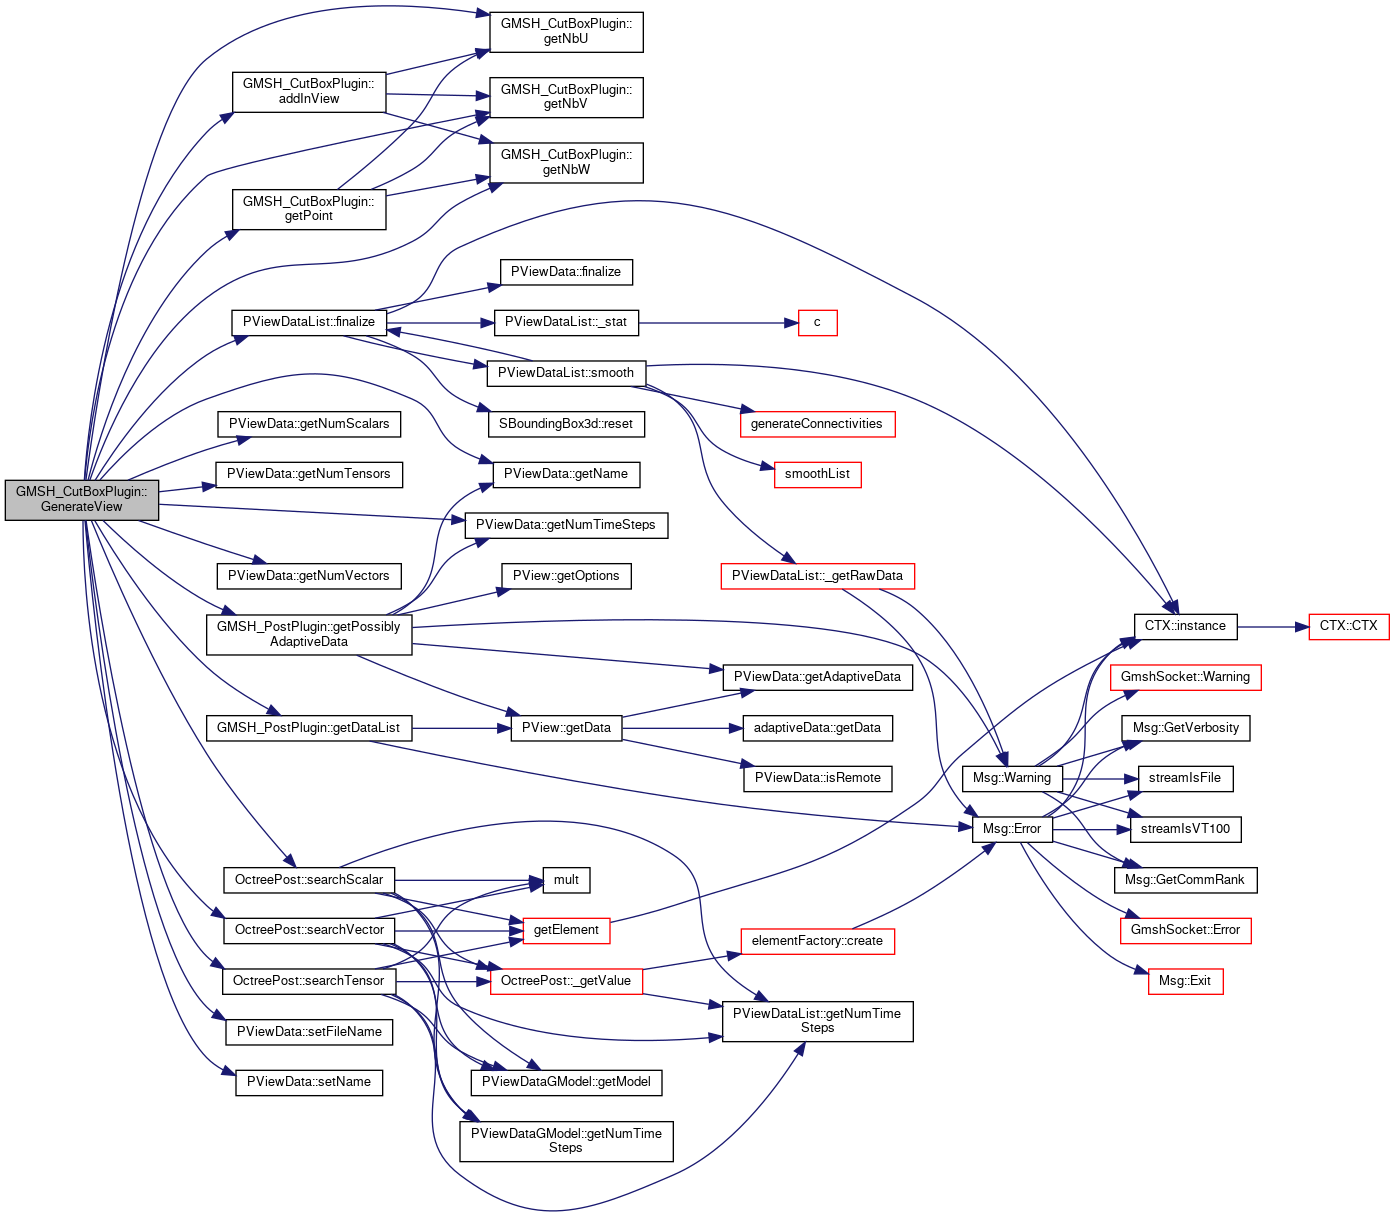 GMSH_CutBoxPlugin::
GenerateView
GMSH_CutBoxPlugin::
addInView
GMSH_CutBoxPlugin::
getPoint
PViewDataList::finalize
PViewData::getNumScalars
PViewData::getNumTensors
PViewData::getNumVectors
GMSH_PostPlugin::getPossibly
AdaptiveData
GMSH_PostPlugin::getDataList
OctreePost::searchScalar
OctreePost::searchVector
OctreePost::searchTensor
PViewData::setFileName
PViewData::setName
GMSH_CutBoxPlugin::
getNbU
GMSH_CutBoxPlugin::
getNbV
GMSH_CutBoxPlugin::
getNbW
PViewData::finalize
PViewDataList::_stat
PViewDataList::smooth
SBoundingBox3d::reset
PViewData::getName
PViewData::getNumTimeSteps
PView::getOptions
PView::getData
mult
getElement
OctreePost::_getValue
PViewDataGModel::getModel
PViewDataGModel::getNumTime
Steps
c
generateConnectivities
smoothList
PViewDataList::_getRawData
PViewData::getAdaptiveData
adaptiveData::getData
PViewData::isRemote
elementFactory::create
PViewDataList::getNumTime
Steps
Msg::Warning
Msg::Error
CTX::instance
GmshSocket::Warning
Msg::GetVerbosity
streamIsFile
streamIsVT100
Msg::GetCommRank
GmshSocket::Error
Msg::Exit
CTX::CTX